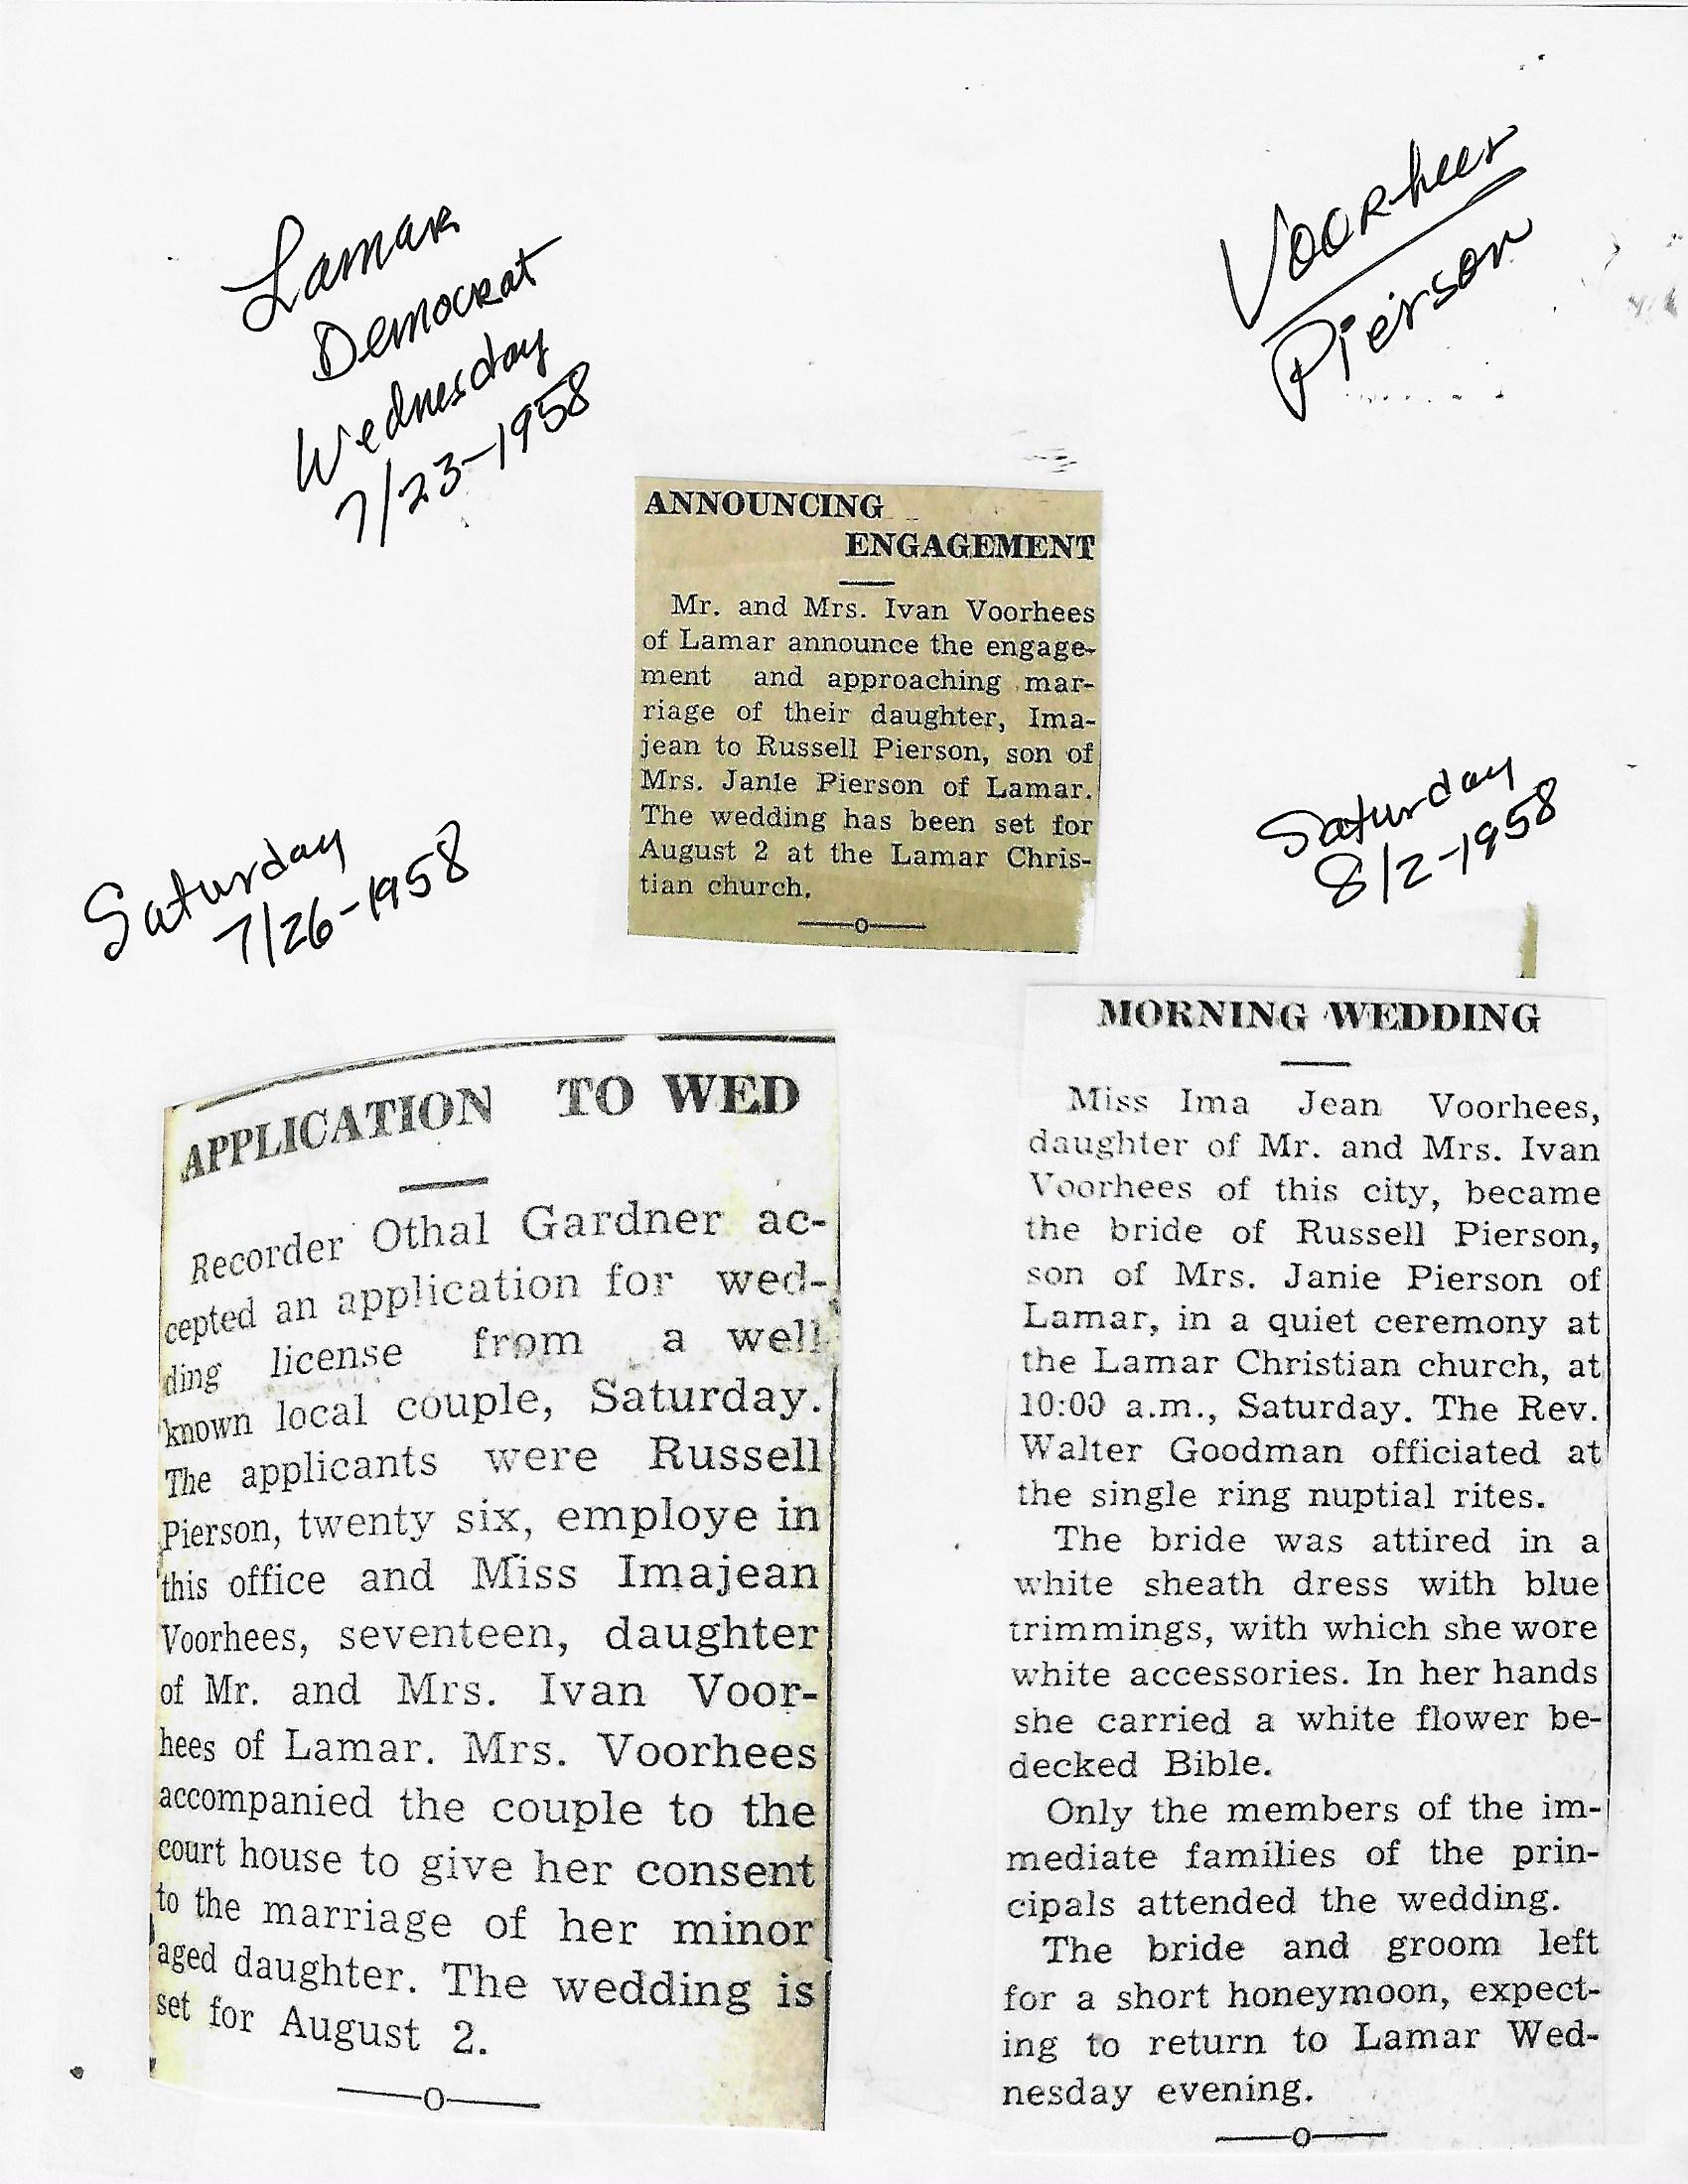 Lamar
Democrat
Wednesday
7/23-1958
Voorhees
Pierson
ANNOUNCING
ENGAGEMENT
Mr. and Mrs. Ivan Voorhees
of Lamar announce the engage-
ment and approaching mar-
riage of their daughter, Ima-
jean to Russell Pierson, son of
Mrs. Janie Pierson of Lamar.
The wedding has been set for
August 2 at the Lamar Chris-
tian church.
Saturday
7/26-1958
APPLICATION TO WED
Recorder Othal Gardner ac-
cepted an application for wed-
ding license from a well
known local couple, Saturday.
The applicants were Russell
Pierson, twenty six, employe in
this office and Miss Imajean
Voorhees, seventeen, daughter
of Mr. and Mrs. Ivan Voor-
hees of Lamar. Mrs. Voorhees
accompanied the couple to the
court house to give her consent
to the marriage of her minor
aged daughter. The wedding is
set for August 2.
Saturday
8/2-1958
MORNING WEDDING
Miss Ima Jean Voorhees,
daughter of Mr. and Mrs. Ivan
Voorhees of this city, became
the bride of Russell Pierson,
son of Mrs. Janie Pierson of
Lamar, in a quiet ceremony at
the Lamar Christian church, at
10:00 a.m., Saturday. The Rev.
Walter Goodman officiated at
the single ring nuptial rites.
The bride was attired in a
white sheath dress with blue
trimmings, with which she wore
white accessories. In her hands
she carried a white flower be-
decked Bible.
Only the members of the im-
mediate families of the prin-
cipals attended the wedding.
The bride and groom left
for a short honeymoon, expect-
ing to return to Lamar Wed-
nesday evening.